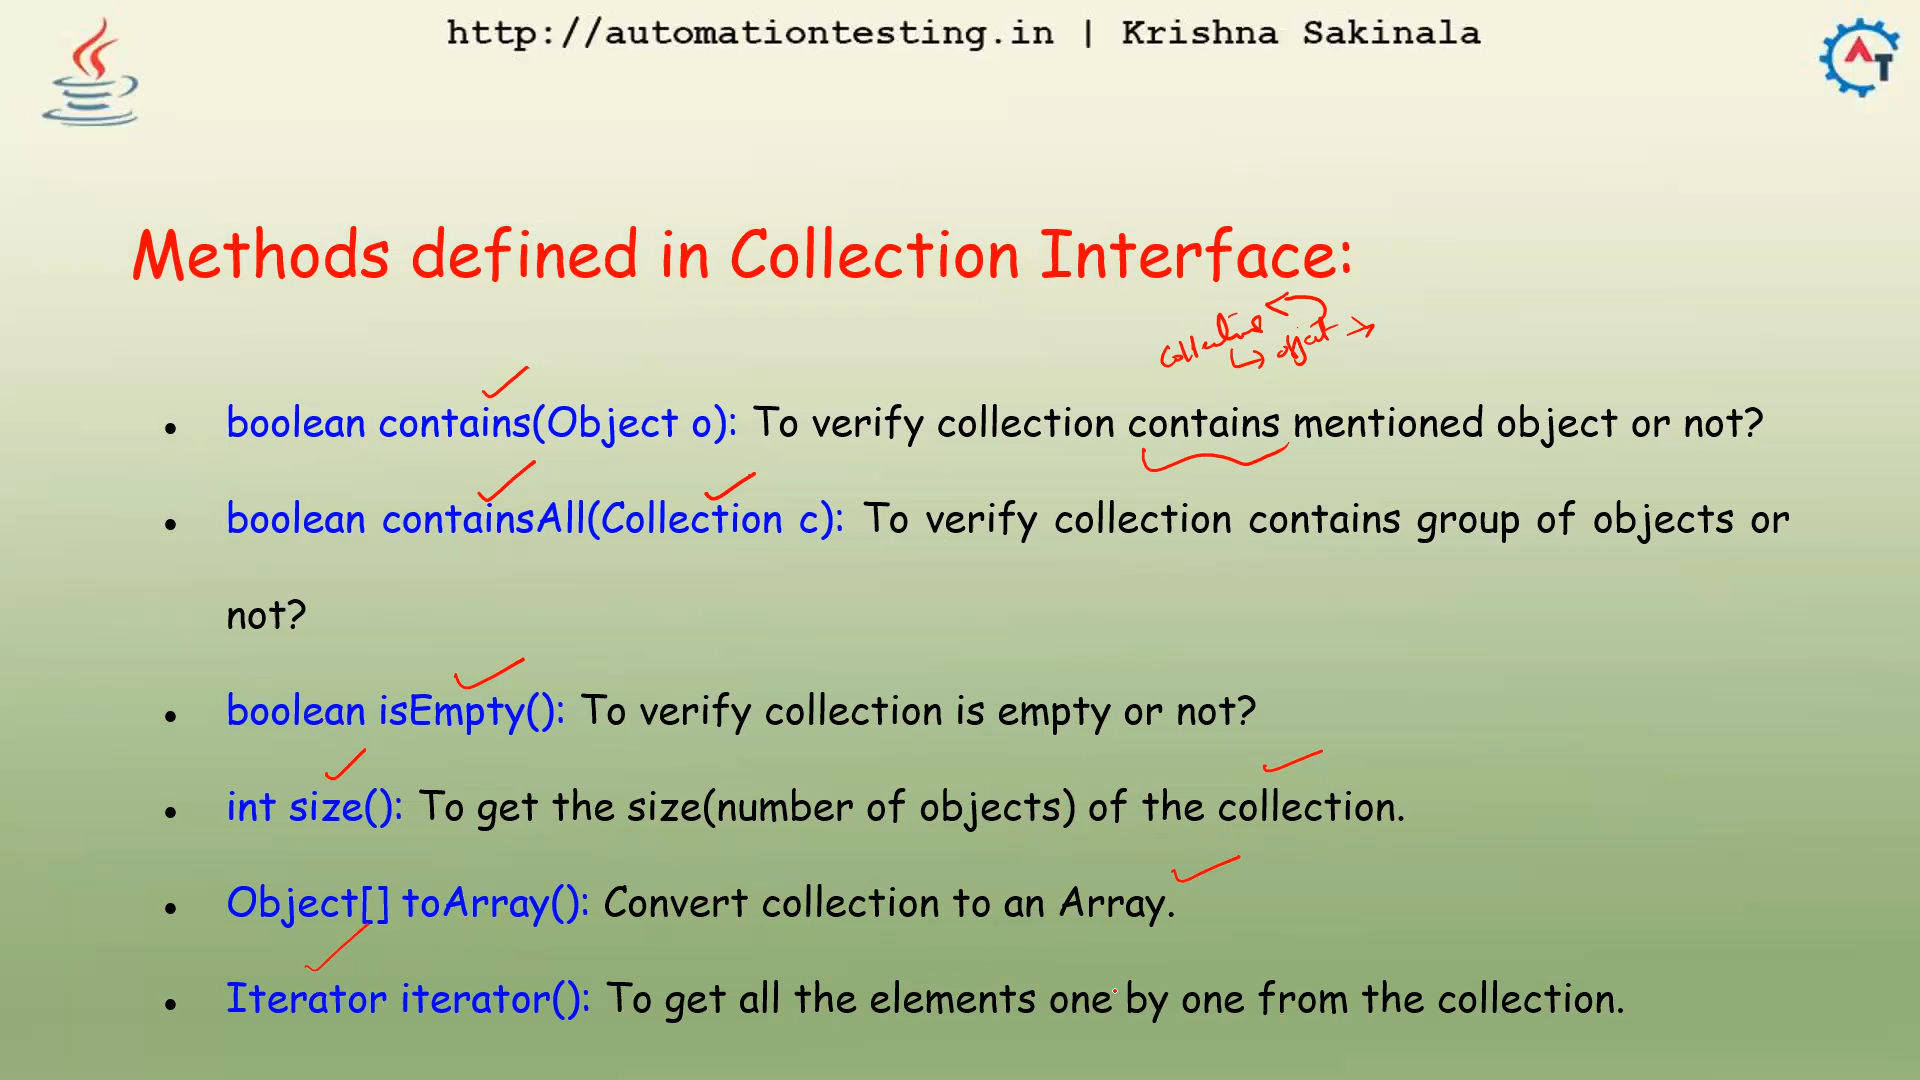 http://automationtesting.in | Krishna Sakinala
AT
Methods defined in Collection Interface:
object
boolean contains(Object o): To verify collection contains mentioned object or not?
boolean containsAll(Collection c): To verify collection contains group of objects or
not?
boolean isEmpty(): To verify collection is empty or not?
int size(): To get the size(number of objects) of the collection.
Object[] toArray(): Convert collection to an Array.
Iterator iterator(): To get all the elements one by one from the collection.